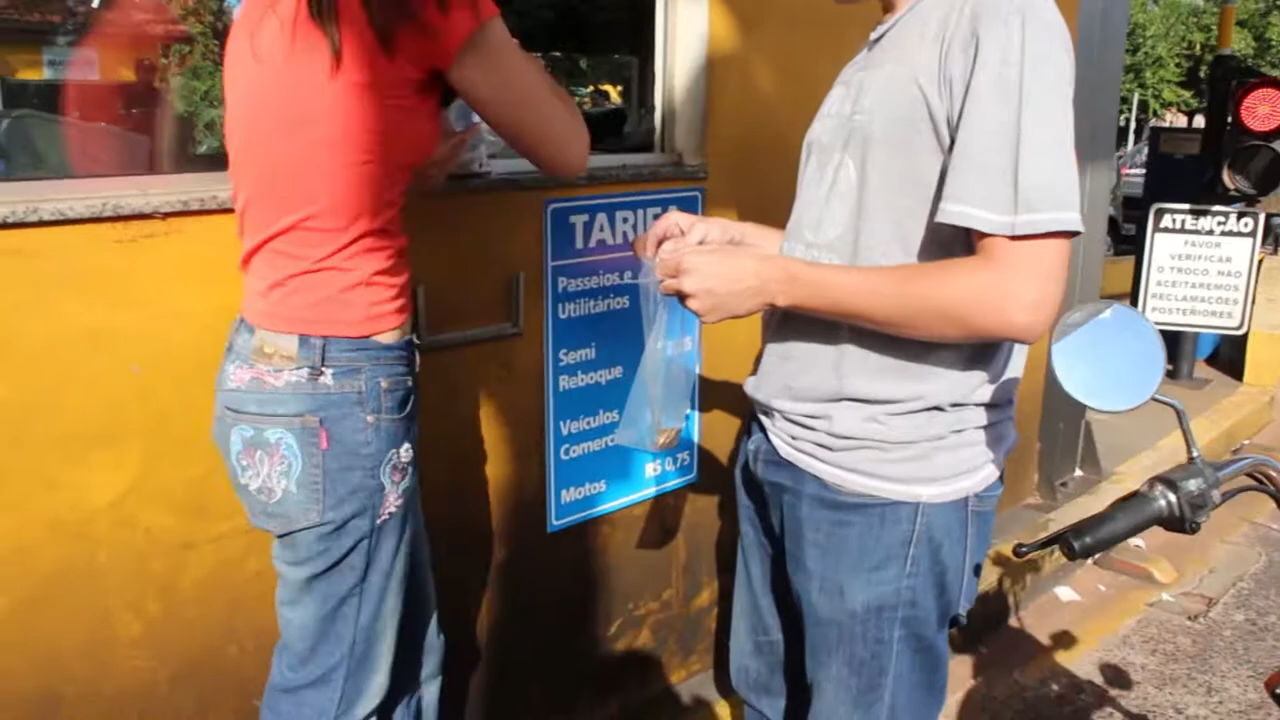 TARIFA
Passeios e
Utilitários
Semi
Reboque
Veículos
Comerc
R$ 0,75
Motos
ATENÇÃO
FAVOR
VERIFICAR
O TROCO. NÃO
ACEITAREMOS
RECLAMAÇÕES
POSTERIORES.